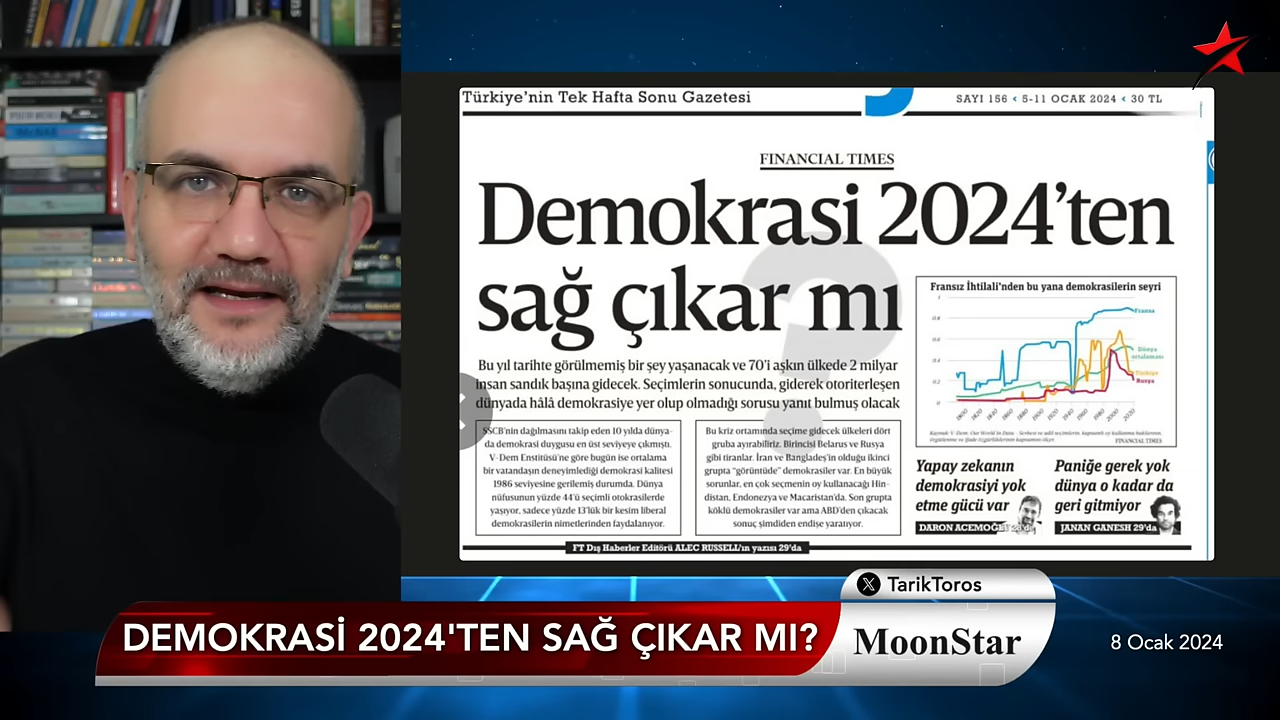 Türkiye'nin Tek Hafta Sonu Gazetesi
SAYI 156 < 5-11 OCAK 2024 < 30 TL
FINANCIAL TIMES
Demokrasi 2024'ten
sağ çıkar mı
Bu yıl tarihte görülmemiş bir şey yaşanacak ve 70'i aşkın ülkede 2 milyar
insan sandık başına gidecek. Seçimlerin sonucunda, giderek otoriterleşen
dünyada hâlâ demokrasiye yer olup olmadığı sorusu yanıt bulmuş olacak
SSCB'nin dağılmasını takip eden 10 yılda dünya-
da demokrasi duygusu en üst seviyeye çıkmıştı.
V-Dem Enstitüsü'ne göre bugün ise ortalama
bir vatandaşın deneyimlediği demokrasi kalitesi
1986 seviyesine gerilemiş durumda. Dünya
nüfusunun yüzde 44'ü seçimli otokrasilerde
yaşıyor, sadece yüzde 13'lük bir kesim liberal
demokrasilerin nimetlerinden faydalanıyor.
Bu kriz ortamında seçime gidecek ülkeleri dört
gruba ayırabiliriz. Birincisi Belarus ve Rusya
gibi tiranlar. İran ve Bangladeş'in olduğu ikinci
grupta "görüntüde" demokrasiler var. En büyük
sorunlar, en çok seçmenin oy kullanacağı Hin-
distan, Endonezya ve Macaristan'da. Son grupta
köklü demokrasiler var ama ABD'den çıkacak
sonuç şimdiden endişe yaratıyor.
FT Dış Haberler Editörü ALEC RUSSELL'ın yazısı 29'da
Fransız İhtilali'nden bu yana demokrasilerin seyri
Fransa
Dünya
ortalaması
Türkiye
Rusya
FINANCIAL TIMES
Yapay zekanın
demokrasiyi yok
etme gücü var
DARON ACEMOĞLU 28'de
Paniğe gerek yok
dünya o kadar da
geri gitmiyor
JANAN GANESH 29'da
TarikToros
DEMOKRASİ 2024'TEN SAĞ ÇIKAR MI?
MoonStar
8 Ocak 2024